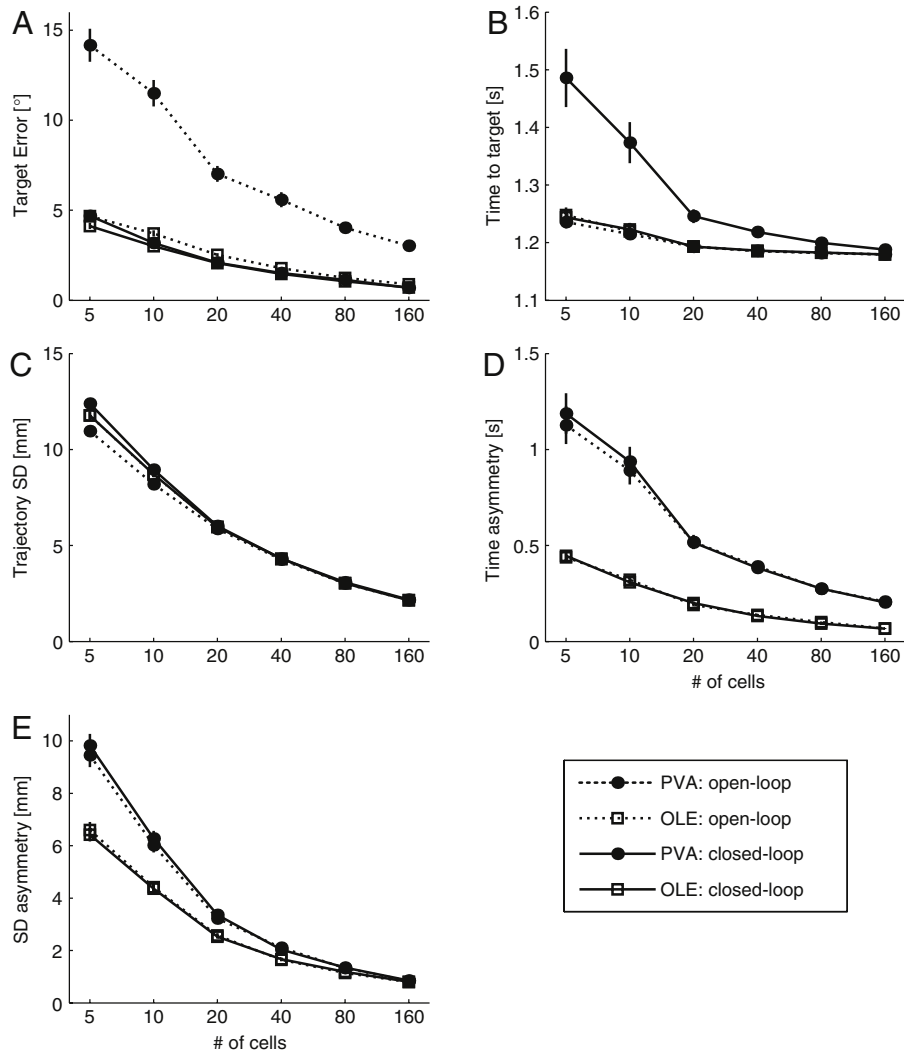 A
Target Error [°]
15
10
5
0
5 10 20 40 80 160
B
Time to target [s]
1.6
1.5
1.4
1.3
1.2
1.1
5 10 20 40 80 160
C
Trajectory SD [mm]
15
10
5
0
5 10 20 40 80 160
D
Time asymmetry [s]
1.5
1
0.5
0
5 10 20 40 80 160
# of cells
E
SD asymmetry [mm]
10
8
6
4
2
0
5 10 20 40 80 160
# of cells
PVA: open-loop
OLE: open-loop
PVA: closed-loop
OLE: closed-loop